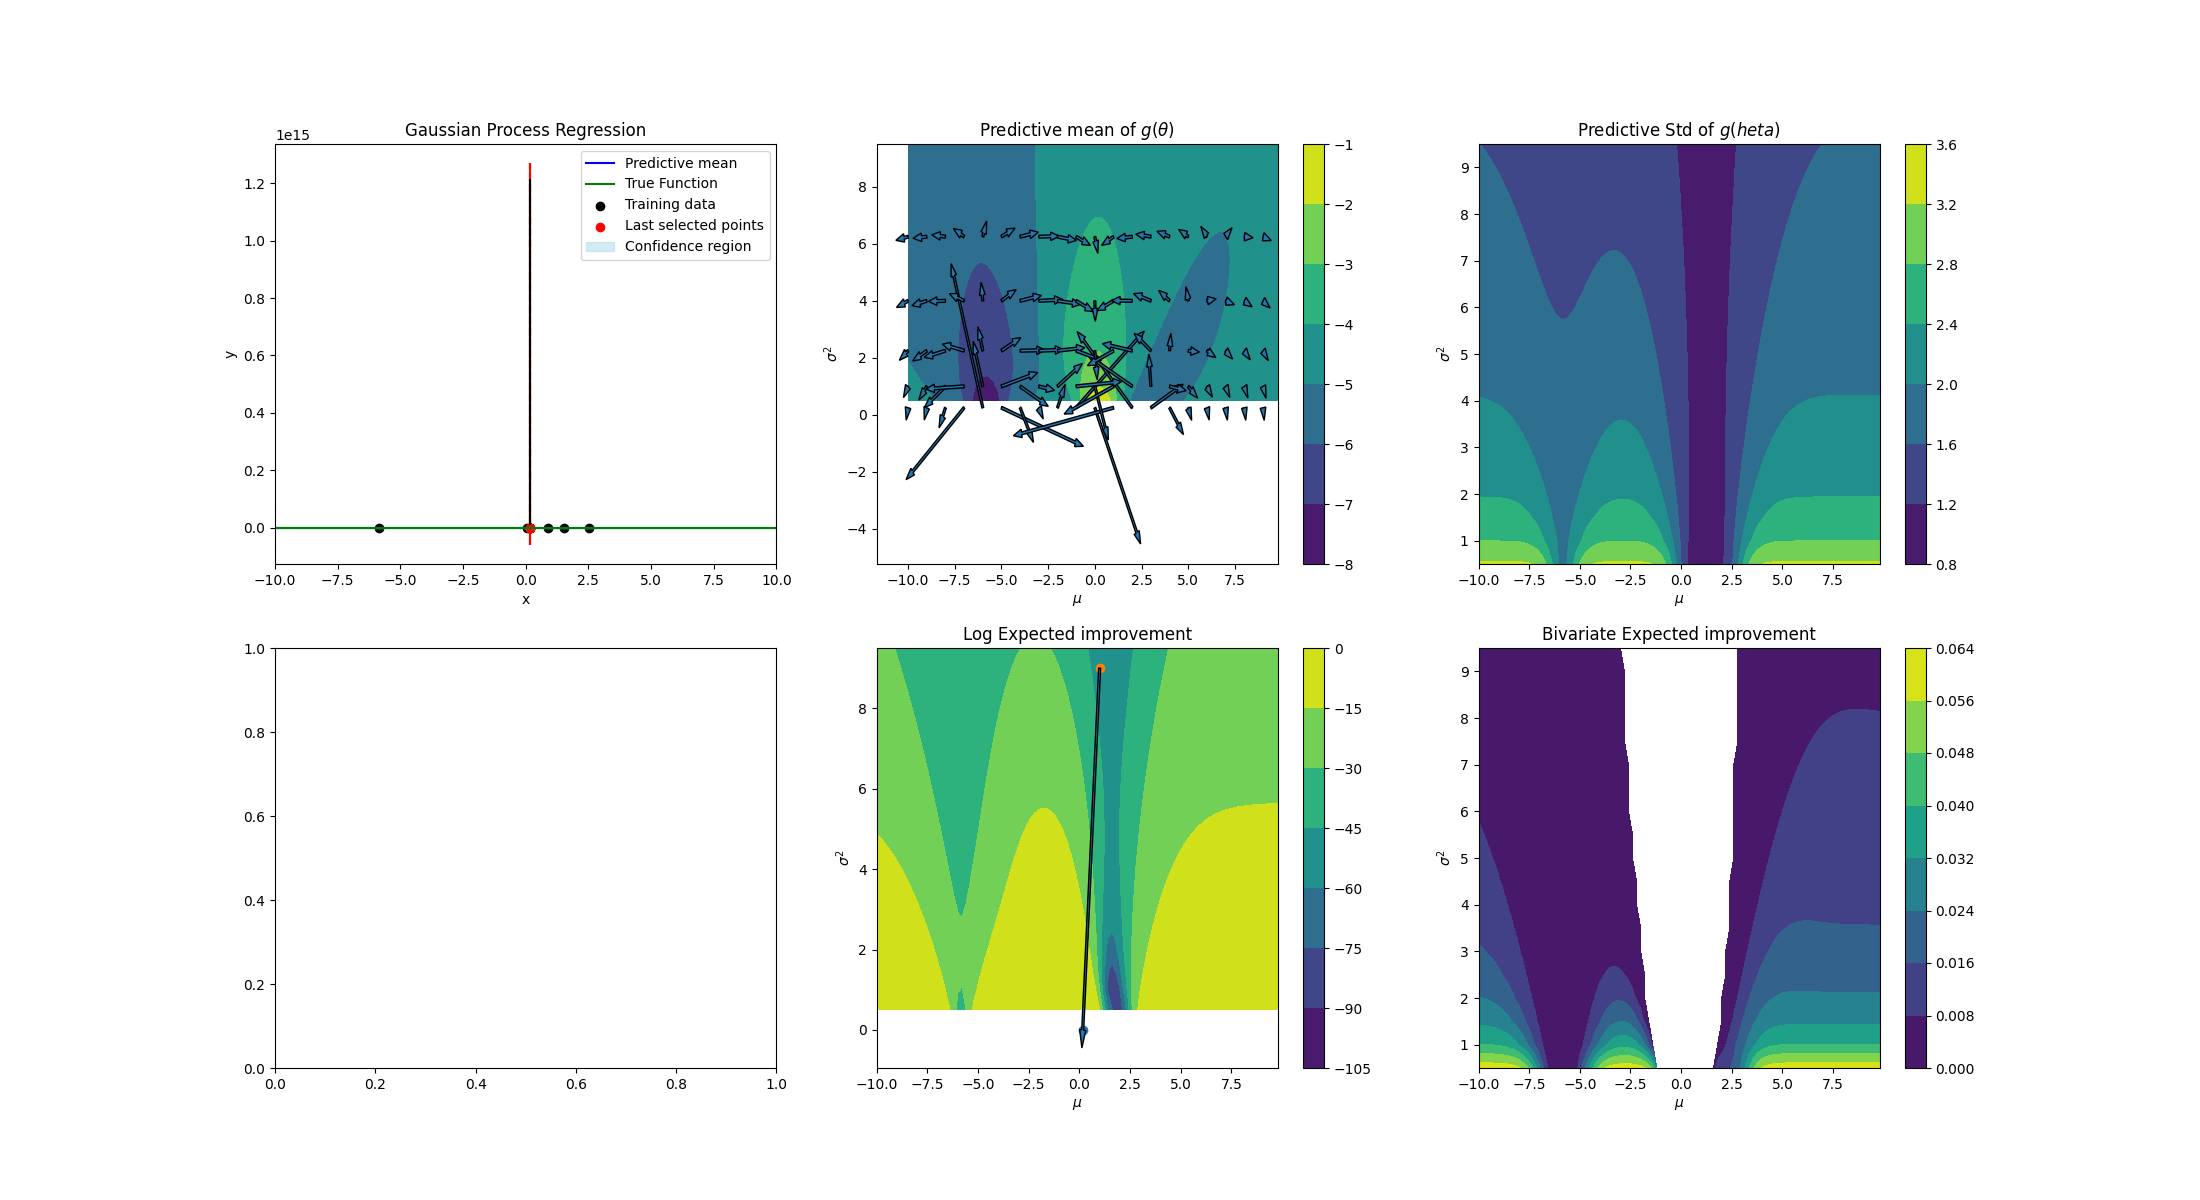 Gaussian Process Regression
1e15
Predictive mean
True Function
Training data
Last selected points
Confidence region
y
1.2
1.0
0.8
0.6
0.4
0.2
0.0
−10.0 −7.5 −5.0 −2.5 0.0 2.5 5.0 7.5 10.0
x
Predictive mean of g(θ)
σ²
8
6
4
2
0
−2
−4
−10.0 −7.5 −5.0 −2.5 0.0 2.5 5.0 7.5
μ
−1
−2
−3
−4
−5
−6
−7
−8
Predictive Std of g(heta)
σ²
9
8
7
6
5
4
3
2
1
−10.0 −7.5 −5.0 −2.5 0.0 2.5 5.0 7.5
μ
3.6
3.2
2.8
2.4
2.0
1.6
1.2
0.8
1.0
0.8
0.6
0.4
0.2
0.0
0.0 0.2 0.4 0.6 0.8 1.0
Log Expected improvement
σ²
8
6
4
2
0
−10.0 −7.5 −5.0 −2.5 0.0 2.5 5.0 7.5
μ
0
−15
−30
−45
−60
−75
−90
−105
Bivariate Expected improvement
σ²
9
8
7
6
5
4
3
2
1
−10.0 −7.5 −5.0 −2.5 0.0 2.5 5.0 7.5
μ
0.064
0.056
0.048
0.040
0.032
0.024
0.016
0.008
0.000